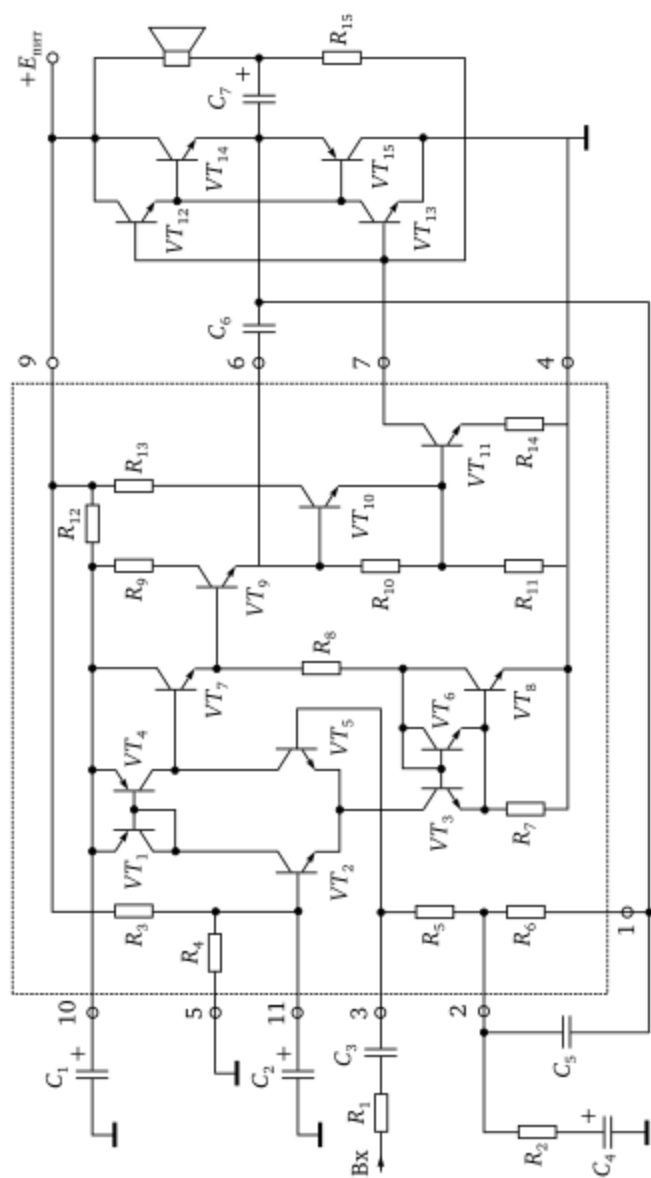 +Eпит
R₁₅
C₇
+
VT₁₄
VT₁₅
VT₁₂
VT₁₃
C₆
9
6
7
4
R₁₃
R₁₂
VT₁₀
VT₁₁
R₁₄
R₉
VT₉
R₁₀
R₁₁
R₈
VT₇
VT₆
VT₈
VT₄
VT₅
VT₁
VT₂
VT₃
R₇
R₃
R₄
R₅
R₆
1
10
5
11
3
2
C₁
+
C₂
+
C₃
C₅
R₁
Вх
R₂
+
C₄